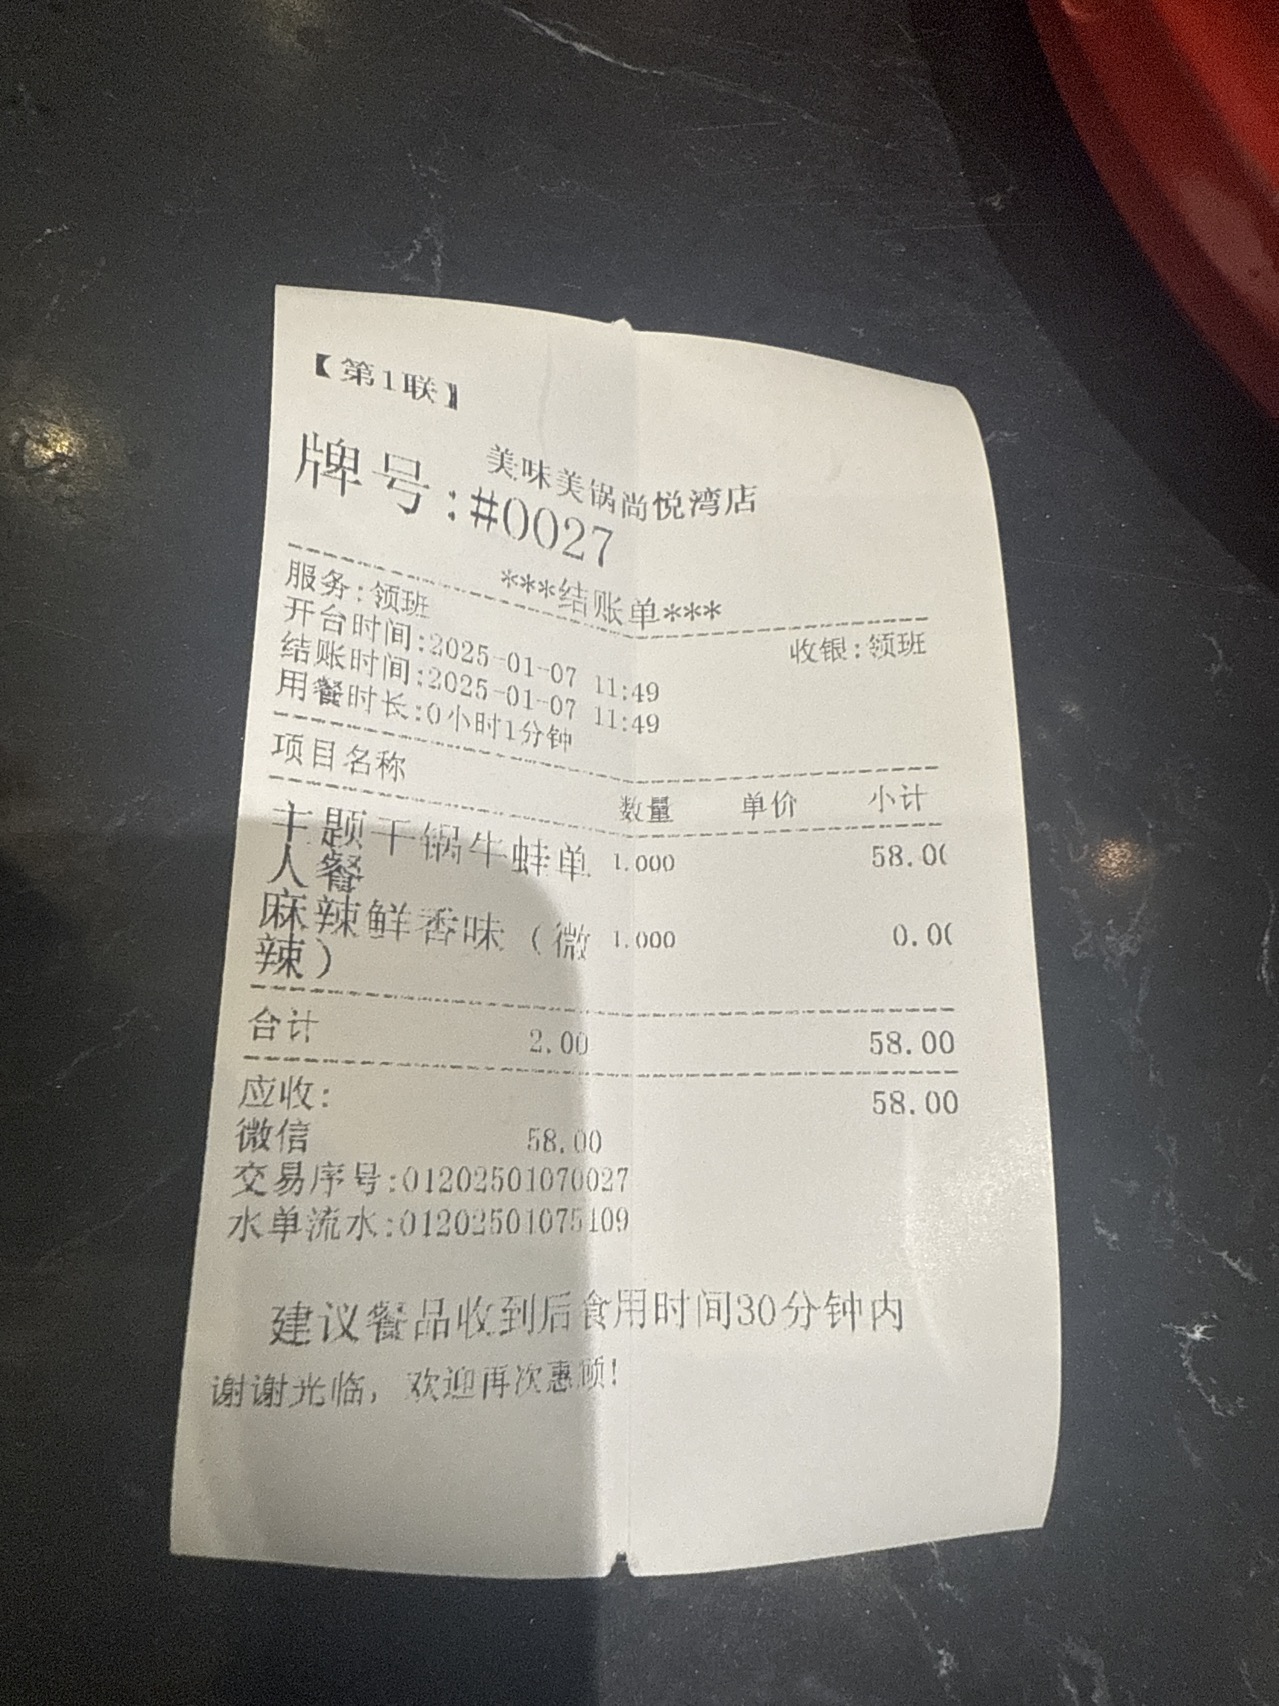 【第1联】
美味美锅尚悦湾店
牌号:#0027
***结账单***
服务:领班 收银:领班
开台时间:2025-01-07 11:49
结账时间:2025-01-07 11:49
用餐时长:0小时1分钟
项目名称 数量 单价 小计
主题干锅牛蛙单 1.000 58.0
人餐
麻辣鲜香味（微 1.000 0.0
辣）
合计 2.00 58.00
应收: 58.00
微信 58.00
交易序号:01202501070027
水单流水:01202501075109
建议餐品收到后食用时间30分钟内
谢谢光临, 欢迎再次惠顾!